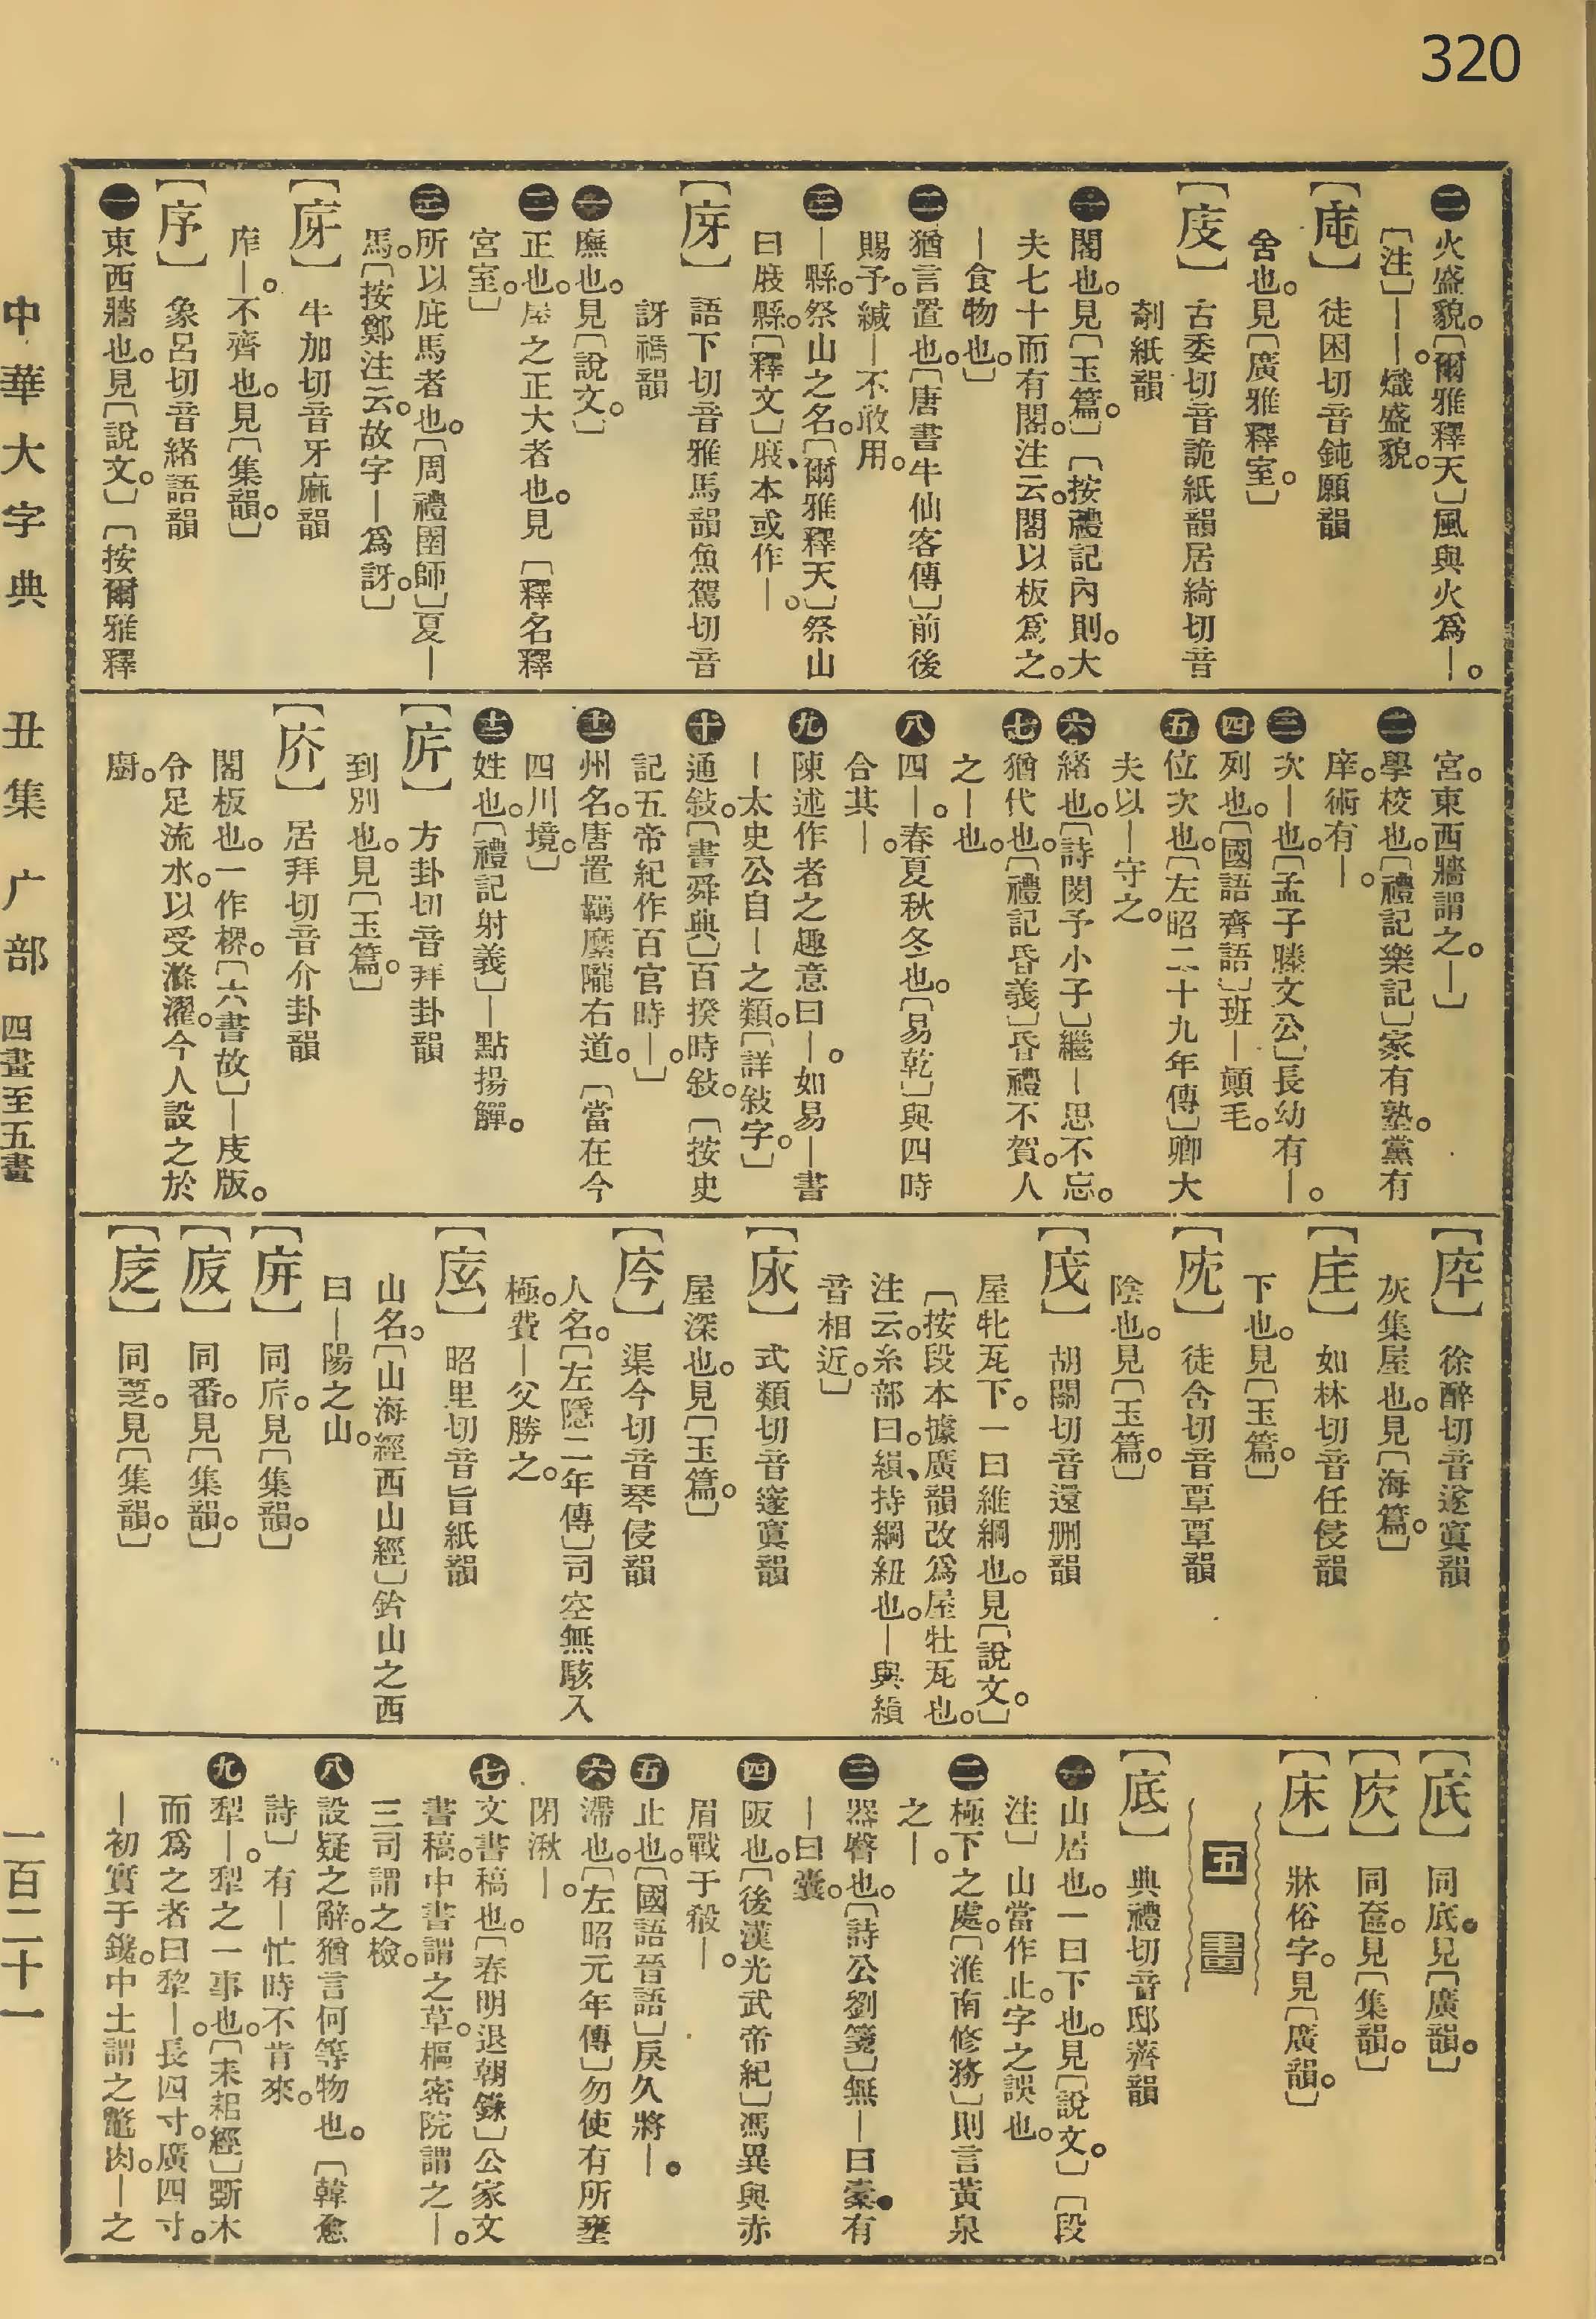 320
㊁火盛貌。〔爾雅釋天〕風與火爲｜。
〔注〕｜｜。熾盛貌。
【庉】徒困切音鈍願韻
舍也。見〔廣雅釋室。〕
【庋】古委切音詭紙韻居綺切音
剞紙韻
㊀閣也。見〔玉篇。〕〔按禮記內則。大
夫七十而有閣。注云。閣以板爲之。
｜食物也。〕
㊁猶言置也。〔唐書牛仙客傳〕前後
賜予。緘｜不敢用。
㊂｜縣。祭山之名。〔爾雅釋天〕祭山
曰庪縣。〔釋文〕庪、本或作｜。
【庌】語下切音雅馬韻魚駕切音
訝禡韻
㊀廡也。見〔說文。〕
㊁正也。屋之正大者也。見〔釋名釋
宮室。〕
㊂所以庇馬者也。〔周禮圉師〕夏｜
馬。〔按鄭注云。故字｜爲訝。〕
【庌】牛加切音牙麻韻
庘｜。不齊也。見〔集韻。〕
【序】象呂切音緖語韻
㊀東西牆也。見〔說文。〕〔按爾雅釋
宮。東西牆謂之。｜〕
㊁學校也。〔禮記樂記〕家有塾。黨有
庠。術有｜。
㊂次｜也。〔孟子滕文公〕長幼有｜。
㊃列也。〔國語齊語〕班｜顛毛。
㊄位次也。〔左昭二十九年傳〕卿大
夫以｜守之。
㊅緒也。〔詩閔予小子〕繼｜思不忘。
㊆猶代也。〔禮記昏義〕昏禮不賀。人
之｜也。
㊇四｜。春夏秋冬也。〔易乾〕與四時
合其｜。
㊈陳述作者之趣意曰｜。如易｜書
｜太史公自｜之類。〔詳敍字。〕
㊉通敍。〔書舜典〕百揆時敍。〔按史
記五帝紀作百官時｜。〕
⓫州名。唐置羈縻隴右道。〔當在今
四川境。〕
⓬姓也。〔禮記射義〕｜點揚觶。
【庍】方卦切音拜卦韻
到別也。見〔玉篇。〕
【庎】居拜切音介卦韻
閣板也。一作楐。〔六書故〕｜庋版。
令足流水。以受滌濯。今人設之於
廚。
【庢】徐醉切音遂寘韻
灰集屋也。見〔海篇。〕
【𢇲】如林切音任侵韻
下也。見〔玉篇。〕
【㡽】徒含切音覃覃韻
陰也。見〔玉篇。〕
【㡹】胡關切音還删韻
屋牝瓦下。一曰維綱也。見〔說文。〕
〔按段本據廣韻改爲屋牡瓦也。
注云。糸部曰。縜、持綱紐也。｜與縜
音相近。〕
【㡸】式類切音邃寘韻
屋深也。見〔玉篇。〕
【庈】渠今切音琴侵韻
人名。〔左隱二年傳〕司空無駭入
極。費｜父勝之。
【庅】昭里切音旨紙韻
山名。〔山海經西山經〕鈐山之西
曰｜陽之山。
【庰】同庍。見〔集韻。〕
【㡰】同番。見〔集韻。〕
【㡭】同芝。見〔集韻。〕
【㡳】同底。見〔廣韻。〕
【㡷】同奩。見〔集韻。〕
【床】牀俗字。見〔廣韻。〕
五畫
【底】典禮切音邸薺韻
㊀山居也。一曰下也。見〔說文。〕〔段
注〕山當作止。字之誤也。
㊁極下之處。〔淮南修務〕則言黃泉
之｜。
㊂器臀也。〔詩公劉箋〕無｜曰橐。有
｜曰囊。
㊃阪也。〔後漢光武帝紀〕馮異與赤
眉戰于殽｜。
㊄止也。〔國語晉語〕戾久將｜。
㊅滯也。〔左昭元年傳〕勿使有所壅
閉湫｜。
㊆文書稿也。〔春明退朝錄〕公家文
書稿。中書謂之草。樞密院謂之｜。
三司謂之檢。
㊇設疑之辭。猶言何等物也。〔韓愈
詩〕有｜忙時不肯來。
㊈犁｜。犁之一事也。〔耒耜經〕斲木
而爲之者曰犂｜。長四寸。廣四寸。
｜初實于鑱。中土謂之鼈肉。｜之
中華大字典　丑集　广部　四畫至五畫　一百二十一